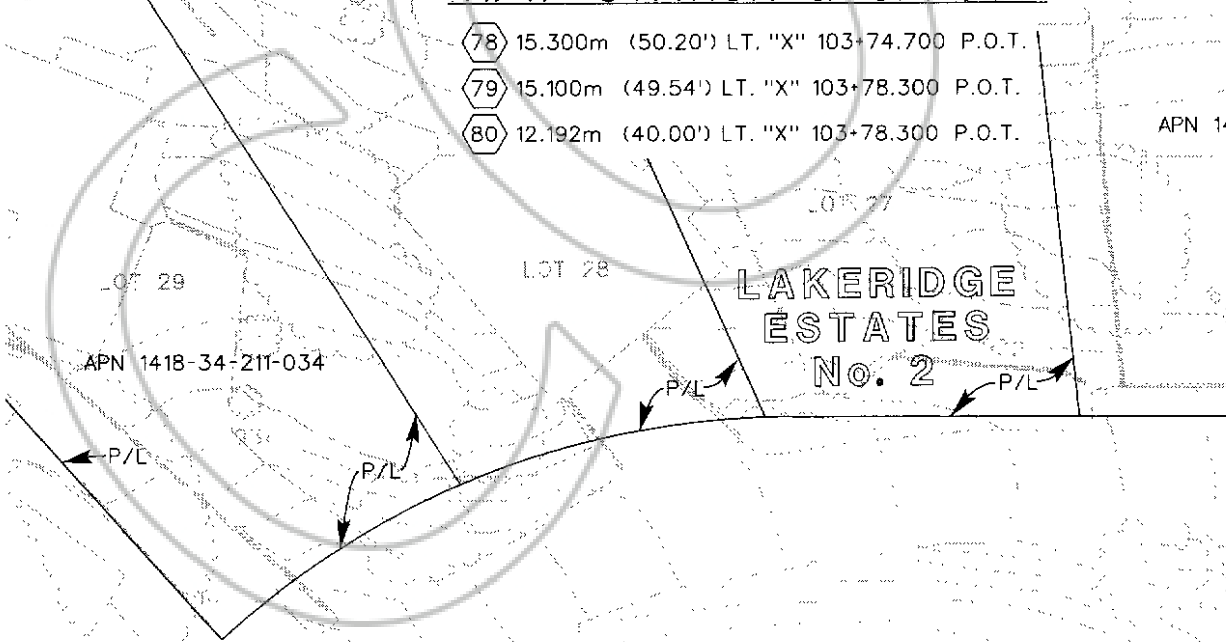 78 15.300m (50.20') LT. "X" 103+74.700 P.O.T.
79 15.100m (49.54') LT. "X" 103+78.300 P.O.T.
80 12.192m (40.00') LT. "X" 103+78.300 P.O.T.
APN 14
LOT 27
LOT 28
LOT 29
LAKERIDGE
ESTATES
No. 2
APN 1418-34-211-034
P/L
P/L
P/L
P/L